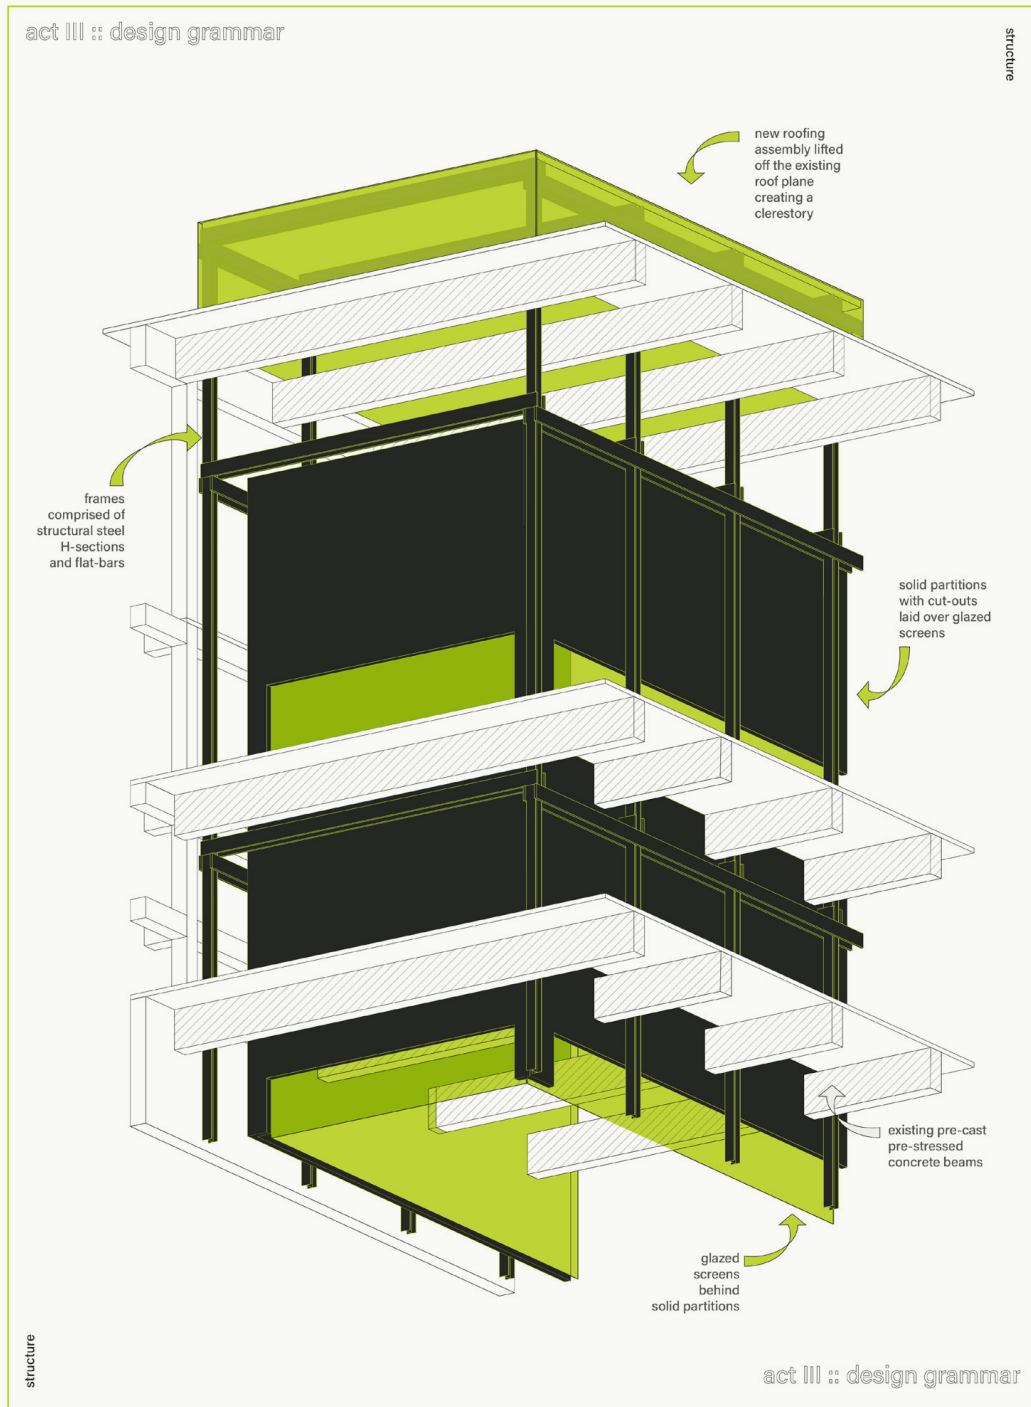 act III :: design grammar
structure
new roofing
assembly lifted
off the existing
roof plane
creating a
clerestory
frames
comprised of
structural steel
H-sections
and flat-bars
solid partitions
with cut-outs
laid over glazed
screens
existing pre-cast
pre-stressed
concrete beams
glazed
screens
behind
solid partitions
structure
act III :: design grammar